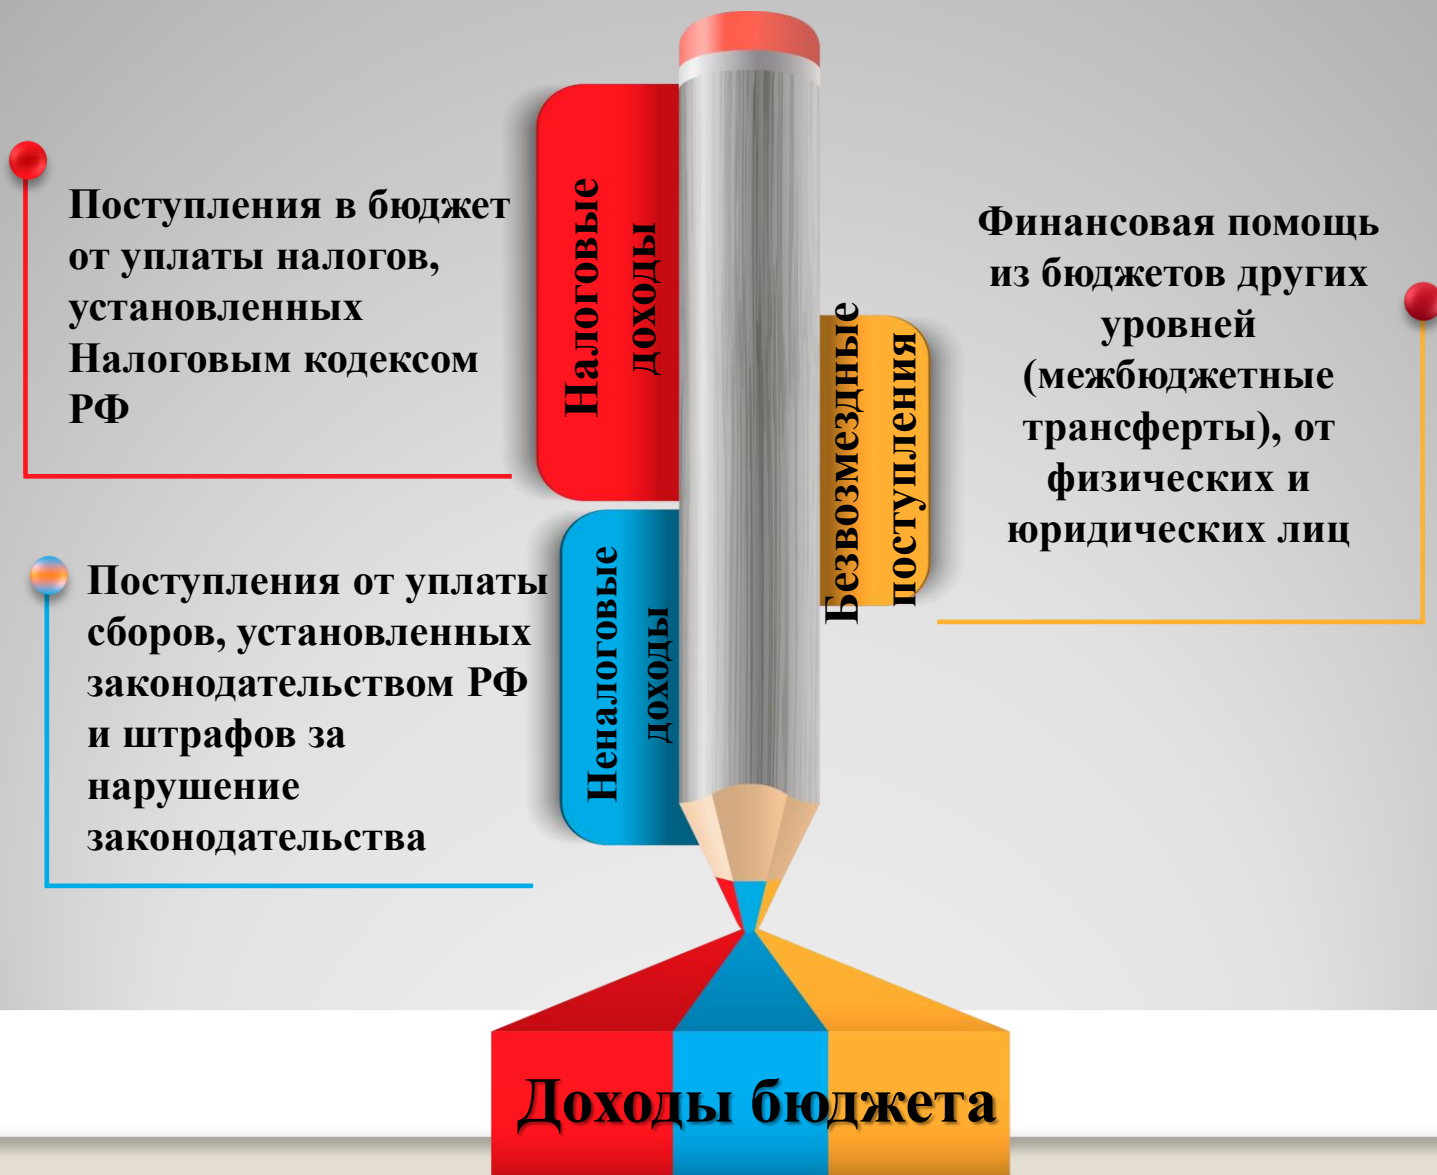 Поступления в бюджет
от уплаты налогов,
установленных
Налоговым кодексом
РФ
Налоговые
доходы
Поступления от уплаты
сборов, установленных
законодательством РФ
и штрафов за
нарушение
законодательства
Неналоговые
доходы
Безвозмездные
поступления
Финансовая помощь
из бюджетов других
уровней
(межбюджетные
трансферты), от
физических и
юридических лиц
Доходы бюджета